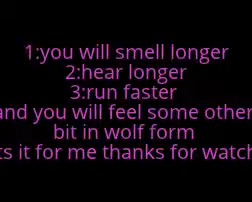 1:you will smell longer
2:hear longer
3:run faster
and you will feel some other
bit in wolf form
ts it for me thanks for watch